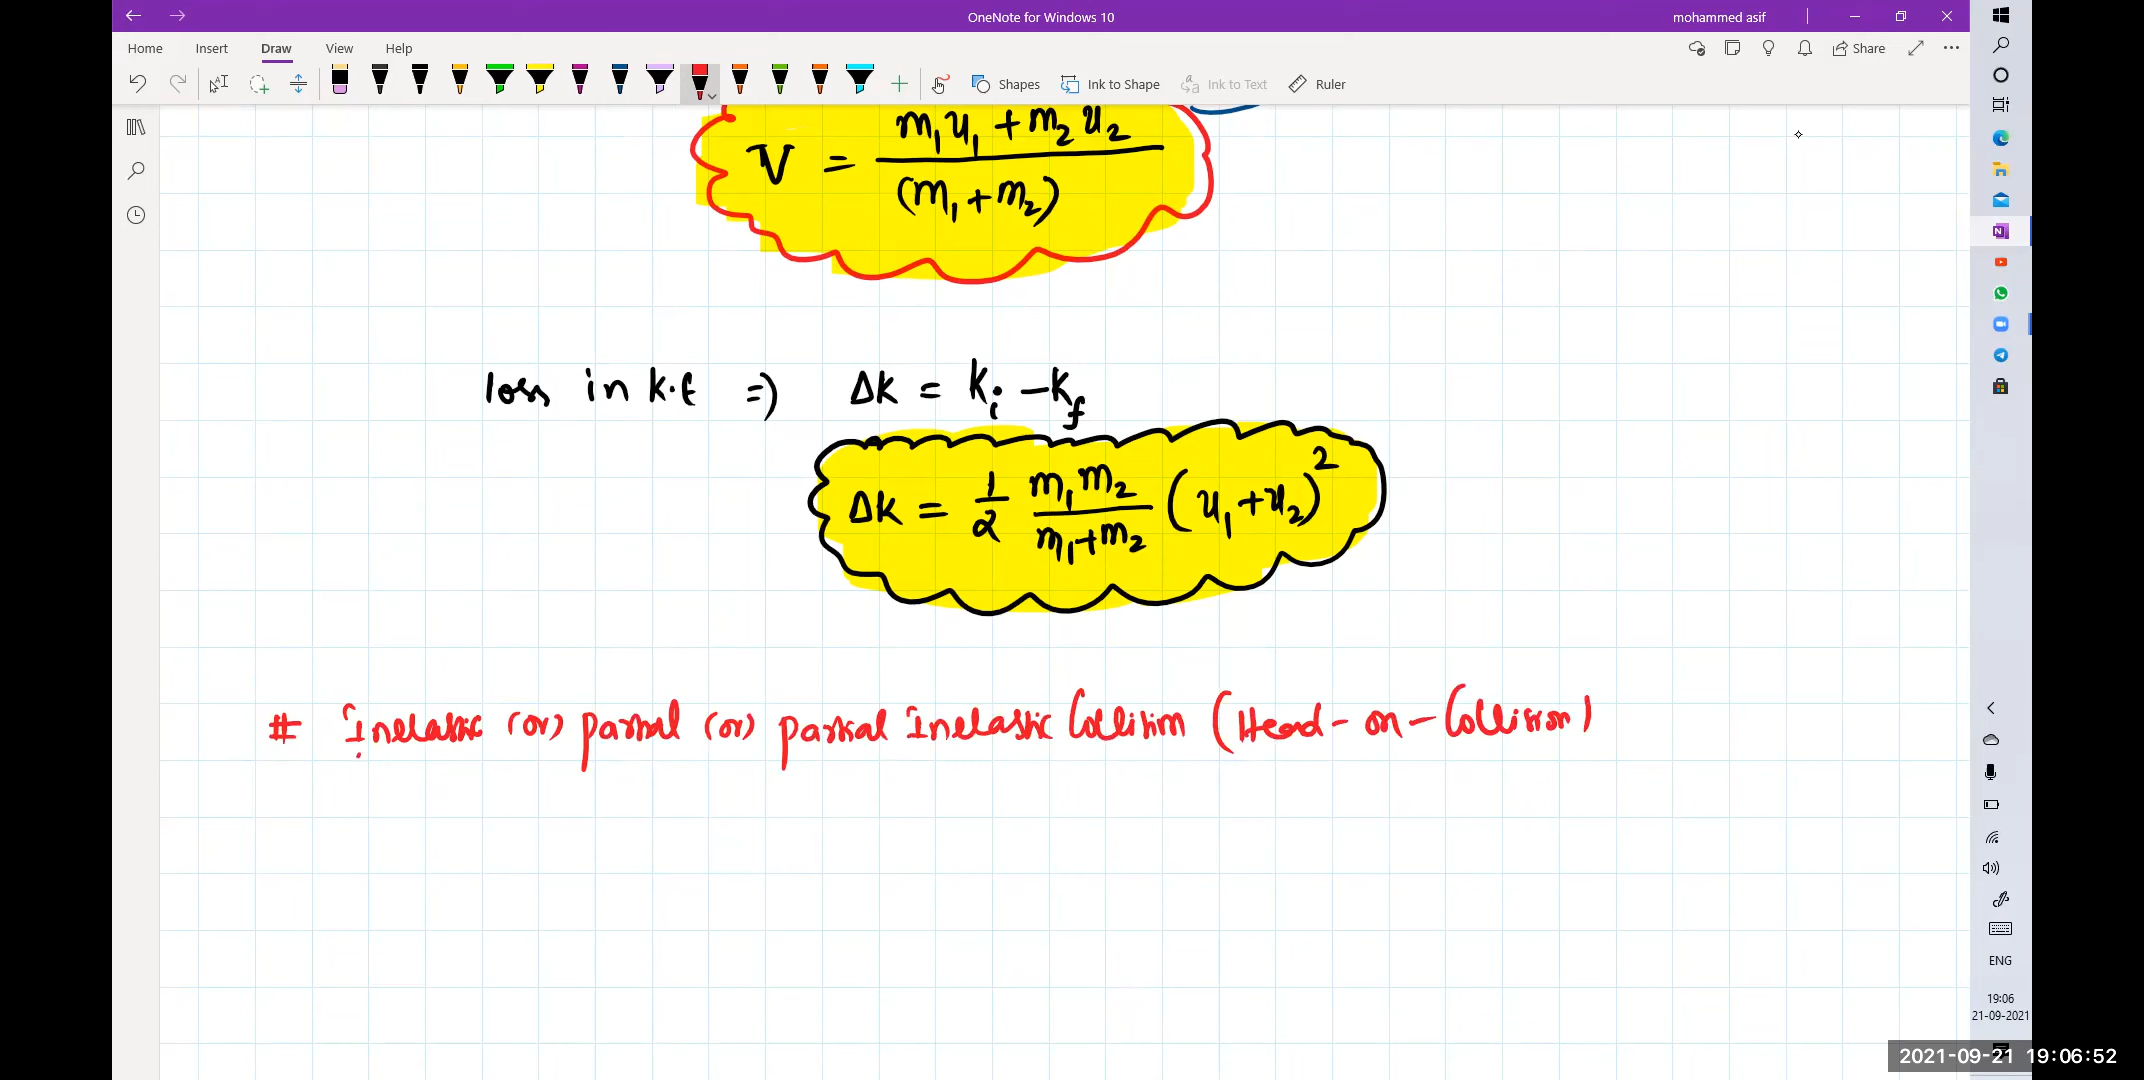 OneNote for Windows 10
mohammed asif
Home Insert Draw View Help
Share
Shapes Ink to Shape Ink to Text Ruler
V = m₁u₁ + m₂u₂ / (m₁+m₂)
loss in k.E => Δk = kᵢ - k_f
Δk = 1/2 m₁m₂/m₁+m₂ (u₁+u₂)²
# Inelastic (or) partial (or) partial Inelastic Collision (Head-on-Collision)
ENG
19:06
21-09-2021
2021-09-21 19:06:52